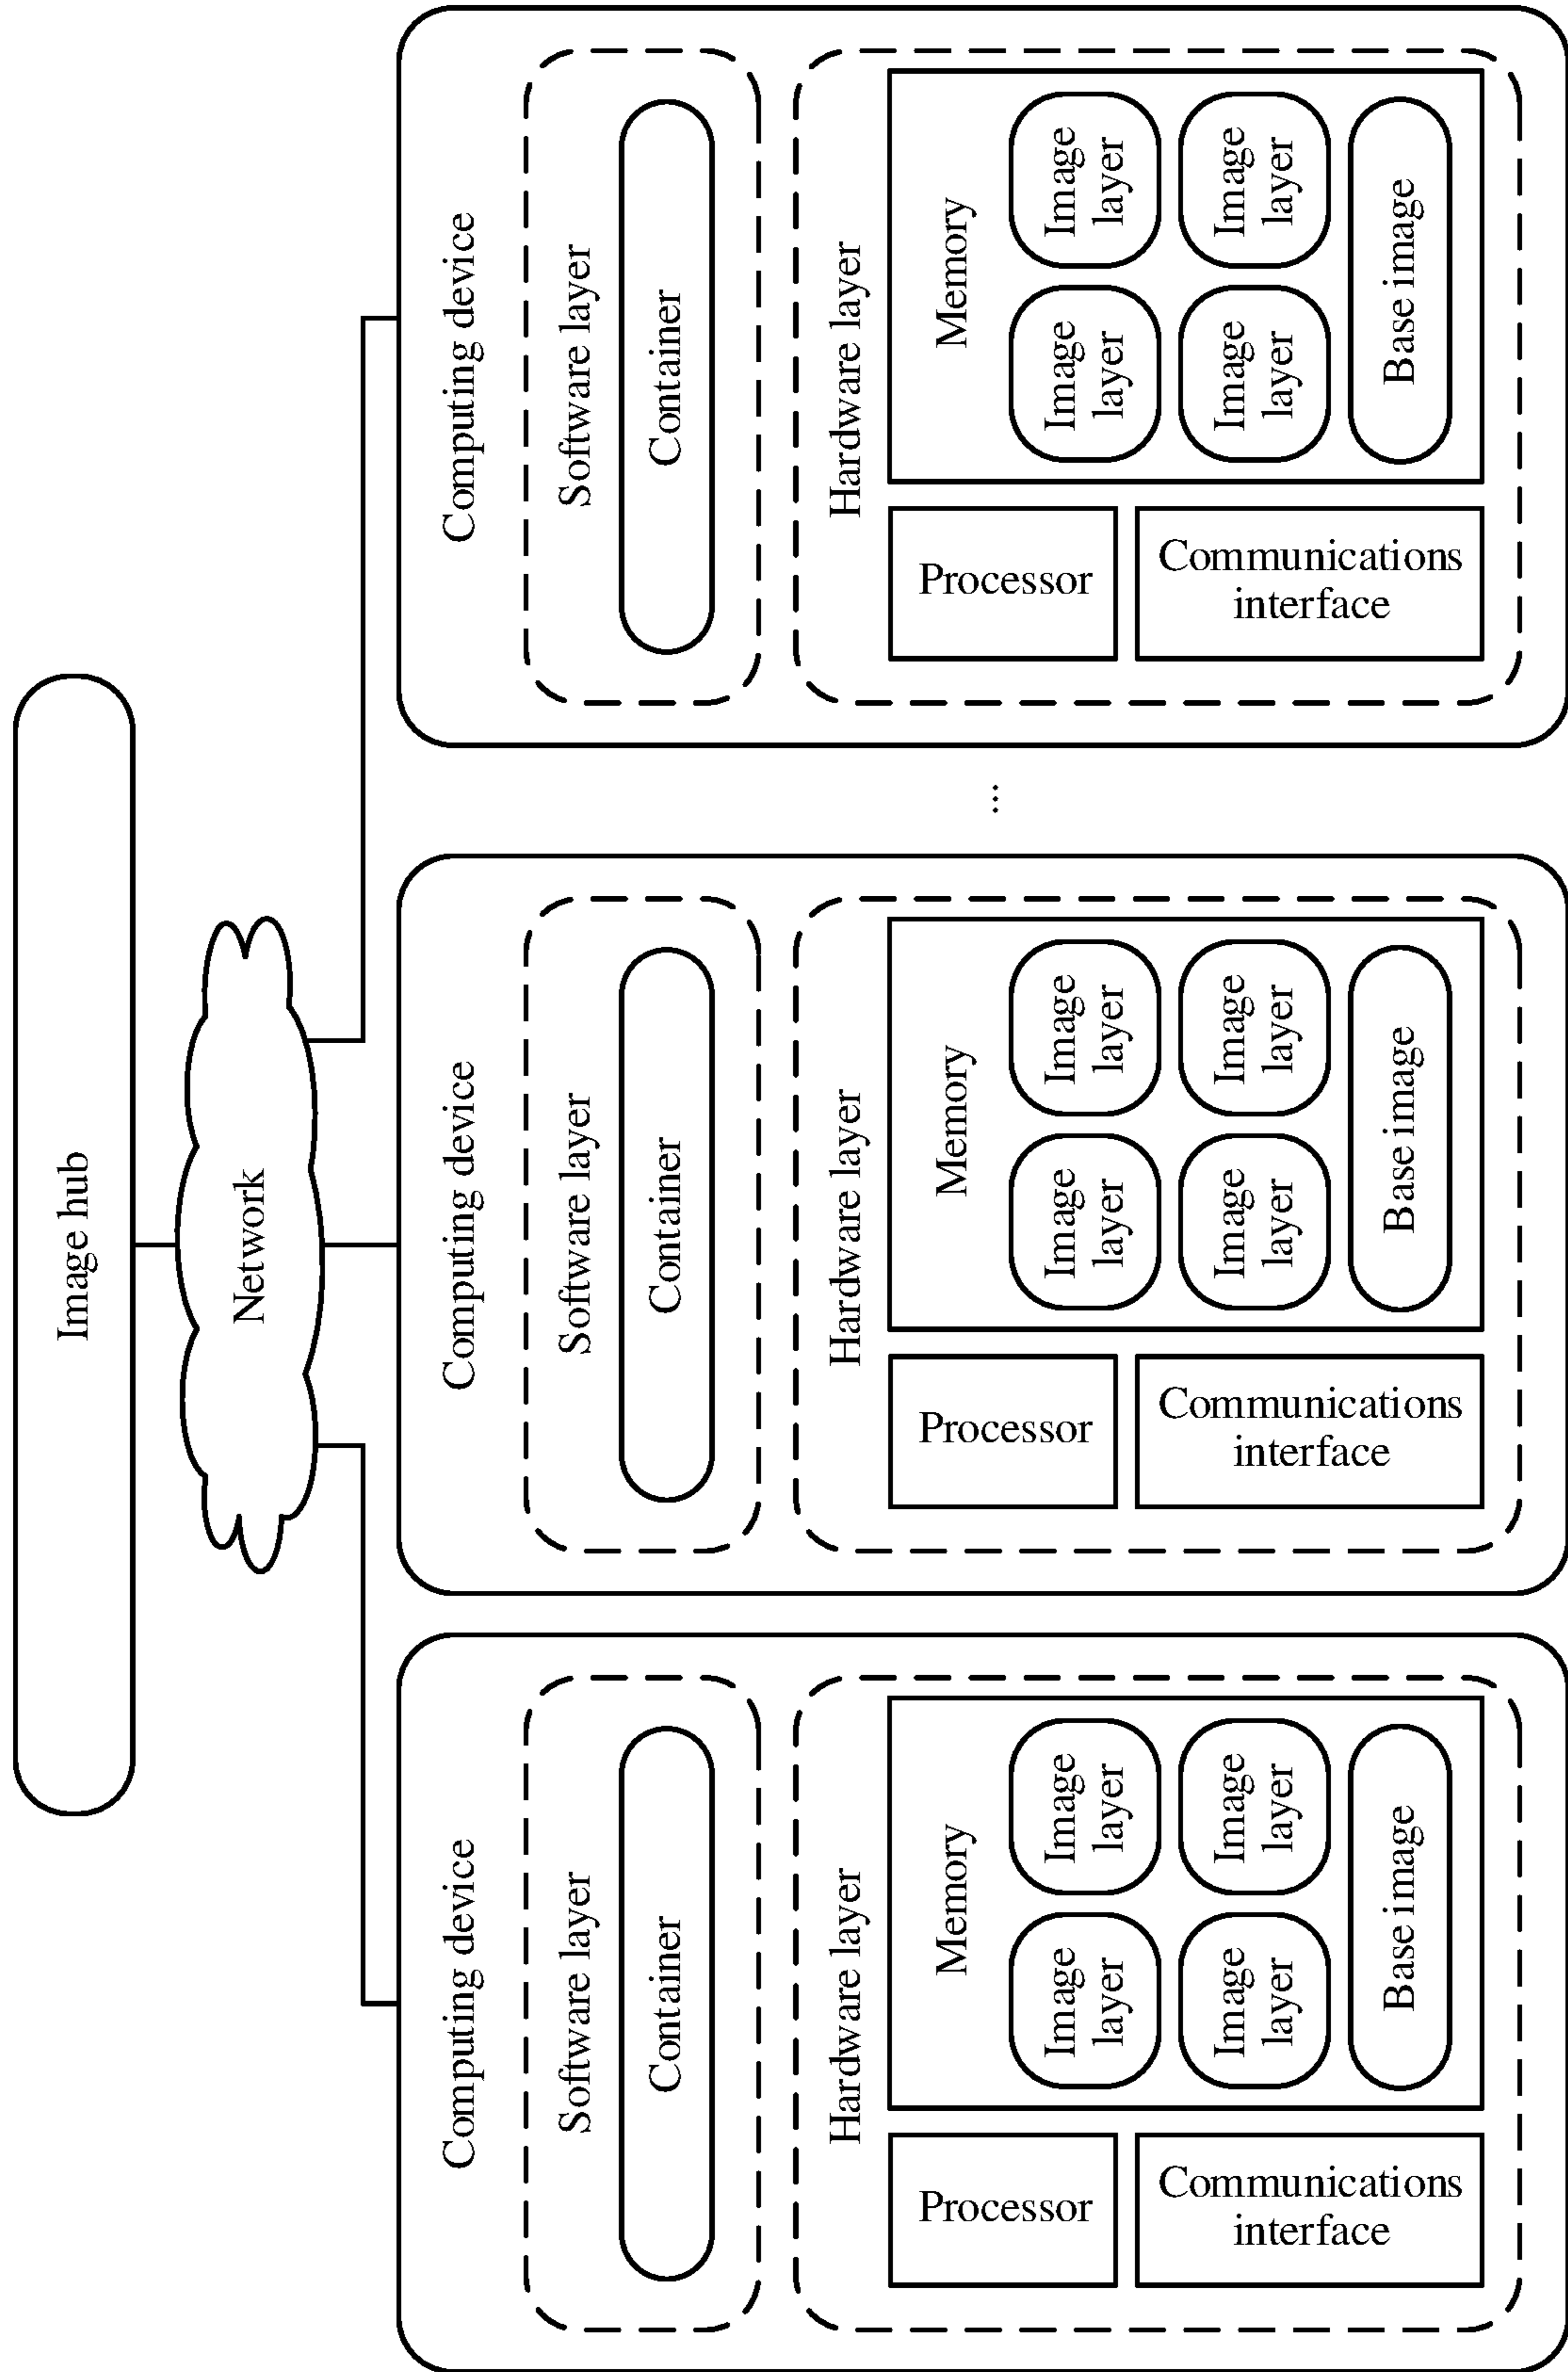 Image hub
Network
Computing device
Software layer
Container
Hardware layer
Processor
Communications
interface
Memory
Image
layer
Image
layer
Image
layer
Image
layer
Base image
Computing device
Software layer
Container
Hardware layer
Processor
Communications
interface
Memory
Image
layer
Image
layer
Image
layer
Image
layer
Base image
...
Computing device
Software layer
Container
Hardware layer
Processor
Communications
interface
Memory
Image
layer
Image
layer
Image
layer
Image
layer
Base image